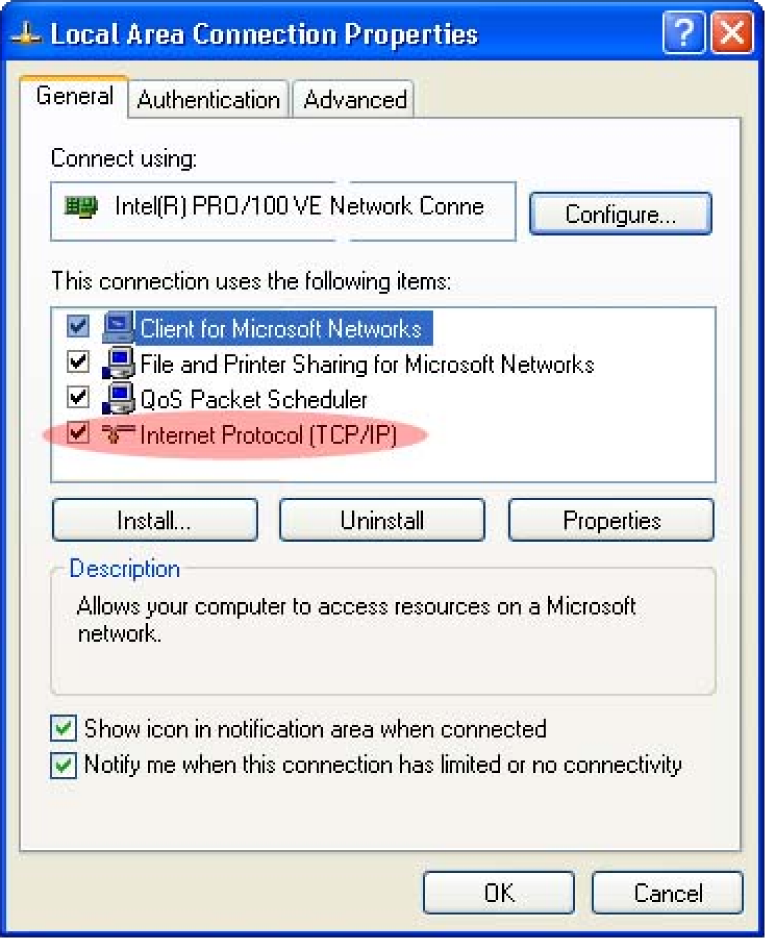 Local Area Connection Properties
?
General
Authentication
Advanced
Connect using:
Intel(R) PRO/100 VE Network Conne
Configure...
This connection uses the following items:
Client for Microsoft Networks
File and Printer Sharing for Microsoft Networks
QoS Packet Scheduler
Internet Protocol (TCP/IP)
Install...
Uninstall
Properties
Description
Allows your computer to access resources on a Microsoft
network.
Show icon in notification area when connected
Notify me when this connection has limited or no connectivity
OK
Cancel